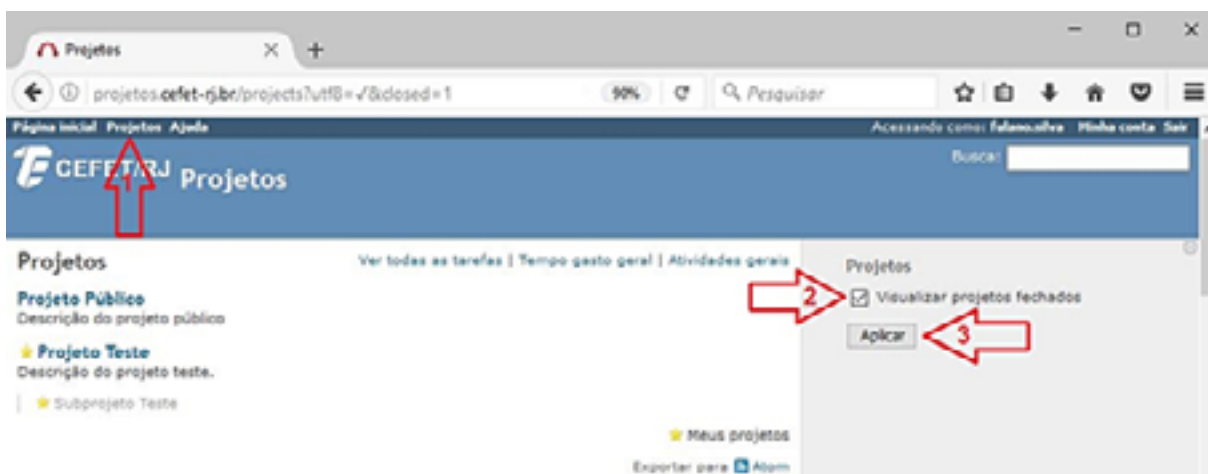 Projetos
projetos.cefet-rj.br/projects?utf8=✓&closed=1 90% Pesquisar
Página inicial Projetos Ajuda Acessando como: fulano.silva Minha conta Sair
CEFET/RJ Projetos Busca:
1
Projetos Ver todas as tarefas | Tempo gasto geral | Atividades gerais Projetos
Projeto Público 2 Visualizar projetos fechados
Descrição do projeto público
Aplicar 3
Projeto Teste
Descrição do projeto teste.
Subprojeto Teste
Meus projetos
Exportar para Atom